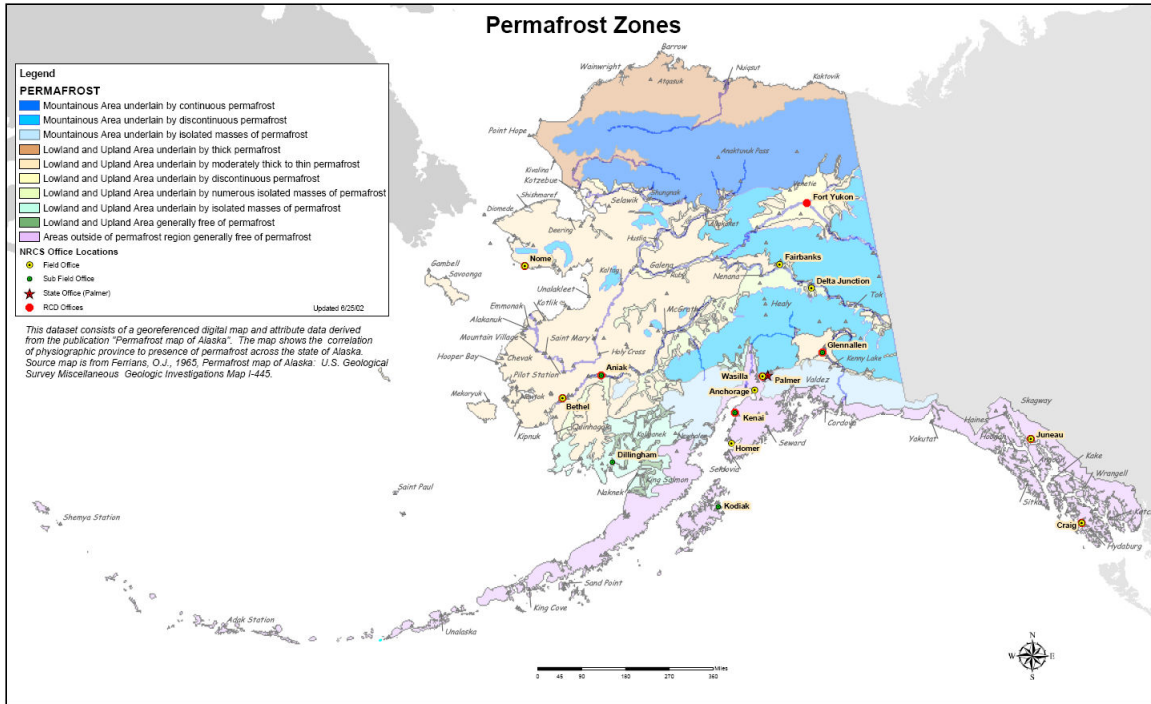 Permafrost Zones
Legend
PERMAFROST
Mountainous Area underlain by continuous permafrost
Mountainous Area underlain by discontinuous permafrost
Mountainous Area underlain by isolated masses of permafrost
Lowland and Upland Area underlain by thick permafrost
Lowland and Upland Area underlain by moderately thick to thin permafrost
Lowland and Upland Area underlain by discontinuous permafrost
Lowland and Upland Area underlain by numerous isolated masses of permafrost
Lowland and Upland Area underlain by isolated masses of permafrost
Lowland and Upland Area generally free of permafrost
Areas outside of permafrost region generally free of permafrost
NRCS Office Locations
Field Office
Sub Field Office
State Office (Palmer)
RCD Offices
Updated 6/25/02
This dataset consists of a georeferenced digital map and attribute data derived
from the publication "Permafrost map of Alaska". The map shows the correlation
of physiographic province to presence of permafrost across the state of Alaska.
Source map is from Ferrians, O.J., 1965, Permafrost map of Alaska: U.S. Geological
Survey Miscellaneous Geologic Investigations Map I-445.
Barrow
Wainwright
Nuiqsut
Atqasuk
Kaktovik
Point Hope
Anaktuvuk Pass
Kivalina
Kotzebue
Shungnak
Venetie
Shishmaref
Selawik
Fort Yukon
Diomede
Deering
Huslia
Allakaket
Nome
Fairbanks
Gambell
Savoonga
Kaltag
Galena
Ruby
Nenana
Delta Junction
Unalakleet
Kotlik
Emmonak
Alakanuk
Healy
Tok
McGrath
Mountain Village
Saint Mary
Hooper Bay
Chevak
Holy Cross
Glennallen
Kenny Lake
Pilot Station
Aniak
Wasilla
Palmer
Valdez
Anchorage
Mekoryuk
Bethel
Skagway
Kipnuk
Quinhagak
Kenai
Cordova
Haines
Seward
Yakutat
Hoonah
Juneau
Dillingham
Homer
Kake
Angoon
Wrangell
Seldovia
King Salmon
Naknek
Sitka
Saint Paul
Kodiak
Craig
Hydaburg
Shemya Station
Sand Point
King Cove
Adak Station
Unalaska
N
W E
S
Miles
0 45 90 180 270 360